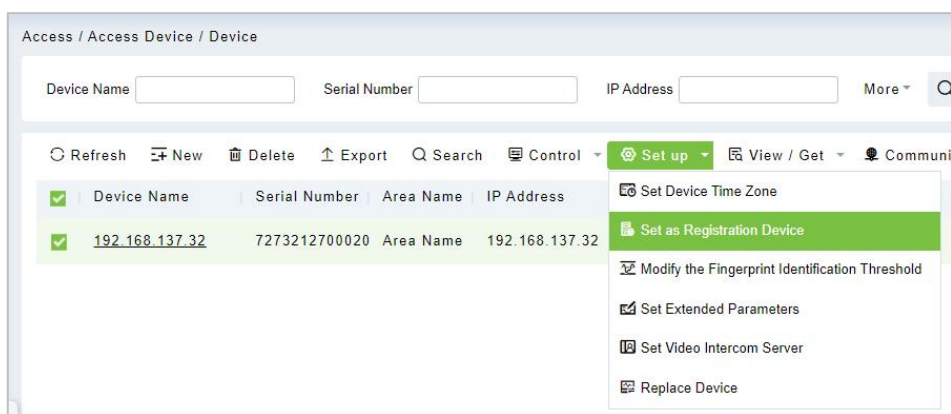 Access / Access Device / Device
Device Name Serial Number IP Address More
Refresh New Delete Export Search Control Set up View / Get Communi
Device Name Serial Number Area Name IP Address
192.168.137.32 7273212700020 Area Name 192.168.137.32
Set Device Time Zone
Set as Registration Device
Modify the Fingerprint Identification Threshold
Set Extended Parameters
Set Video Intercom Server
Replace Device